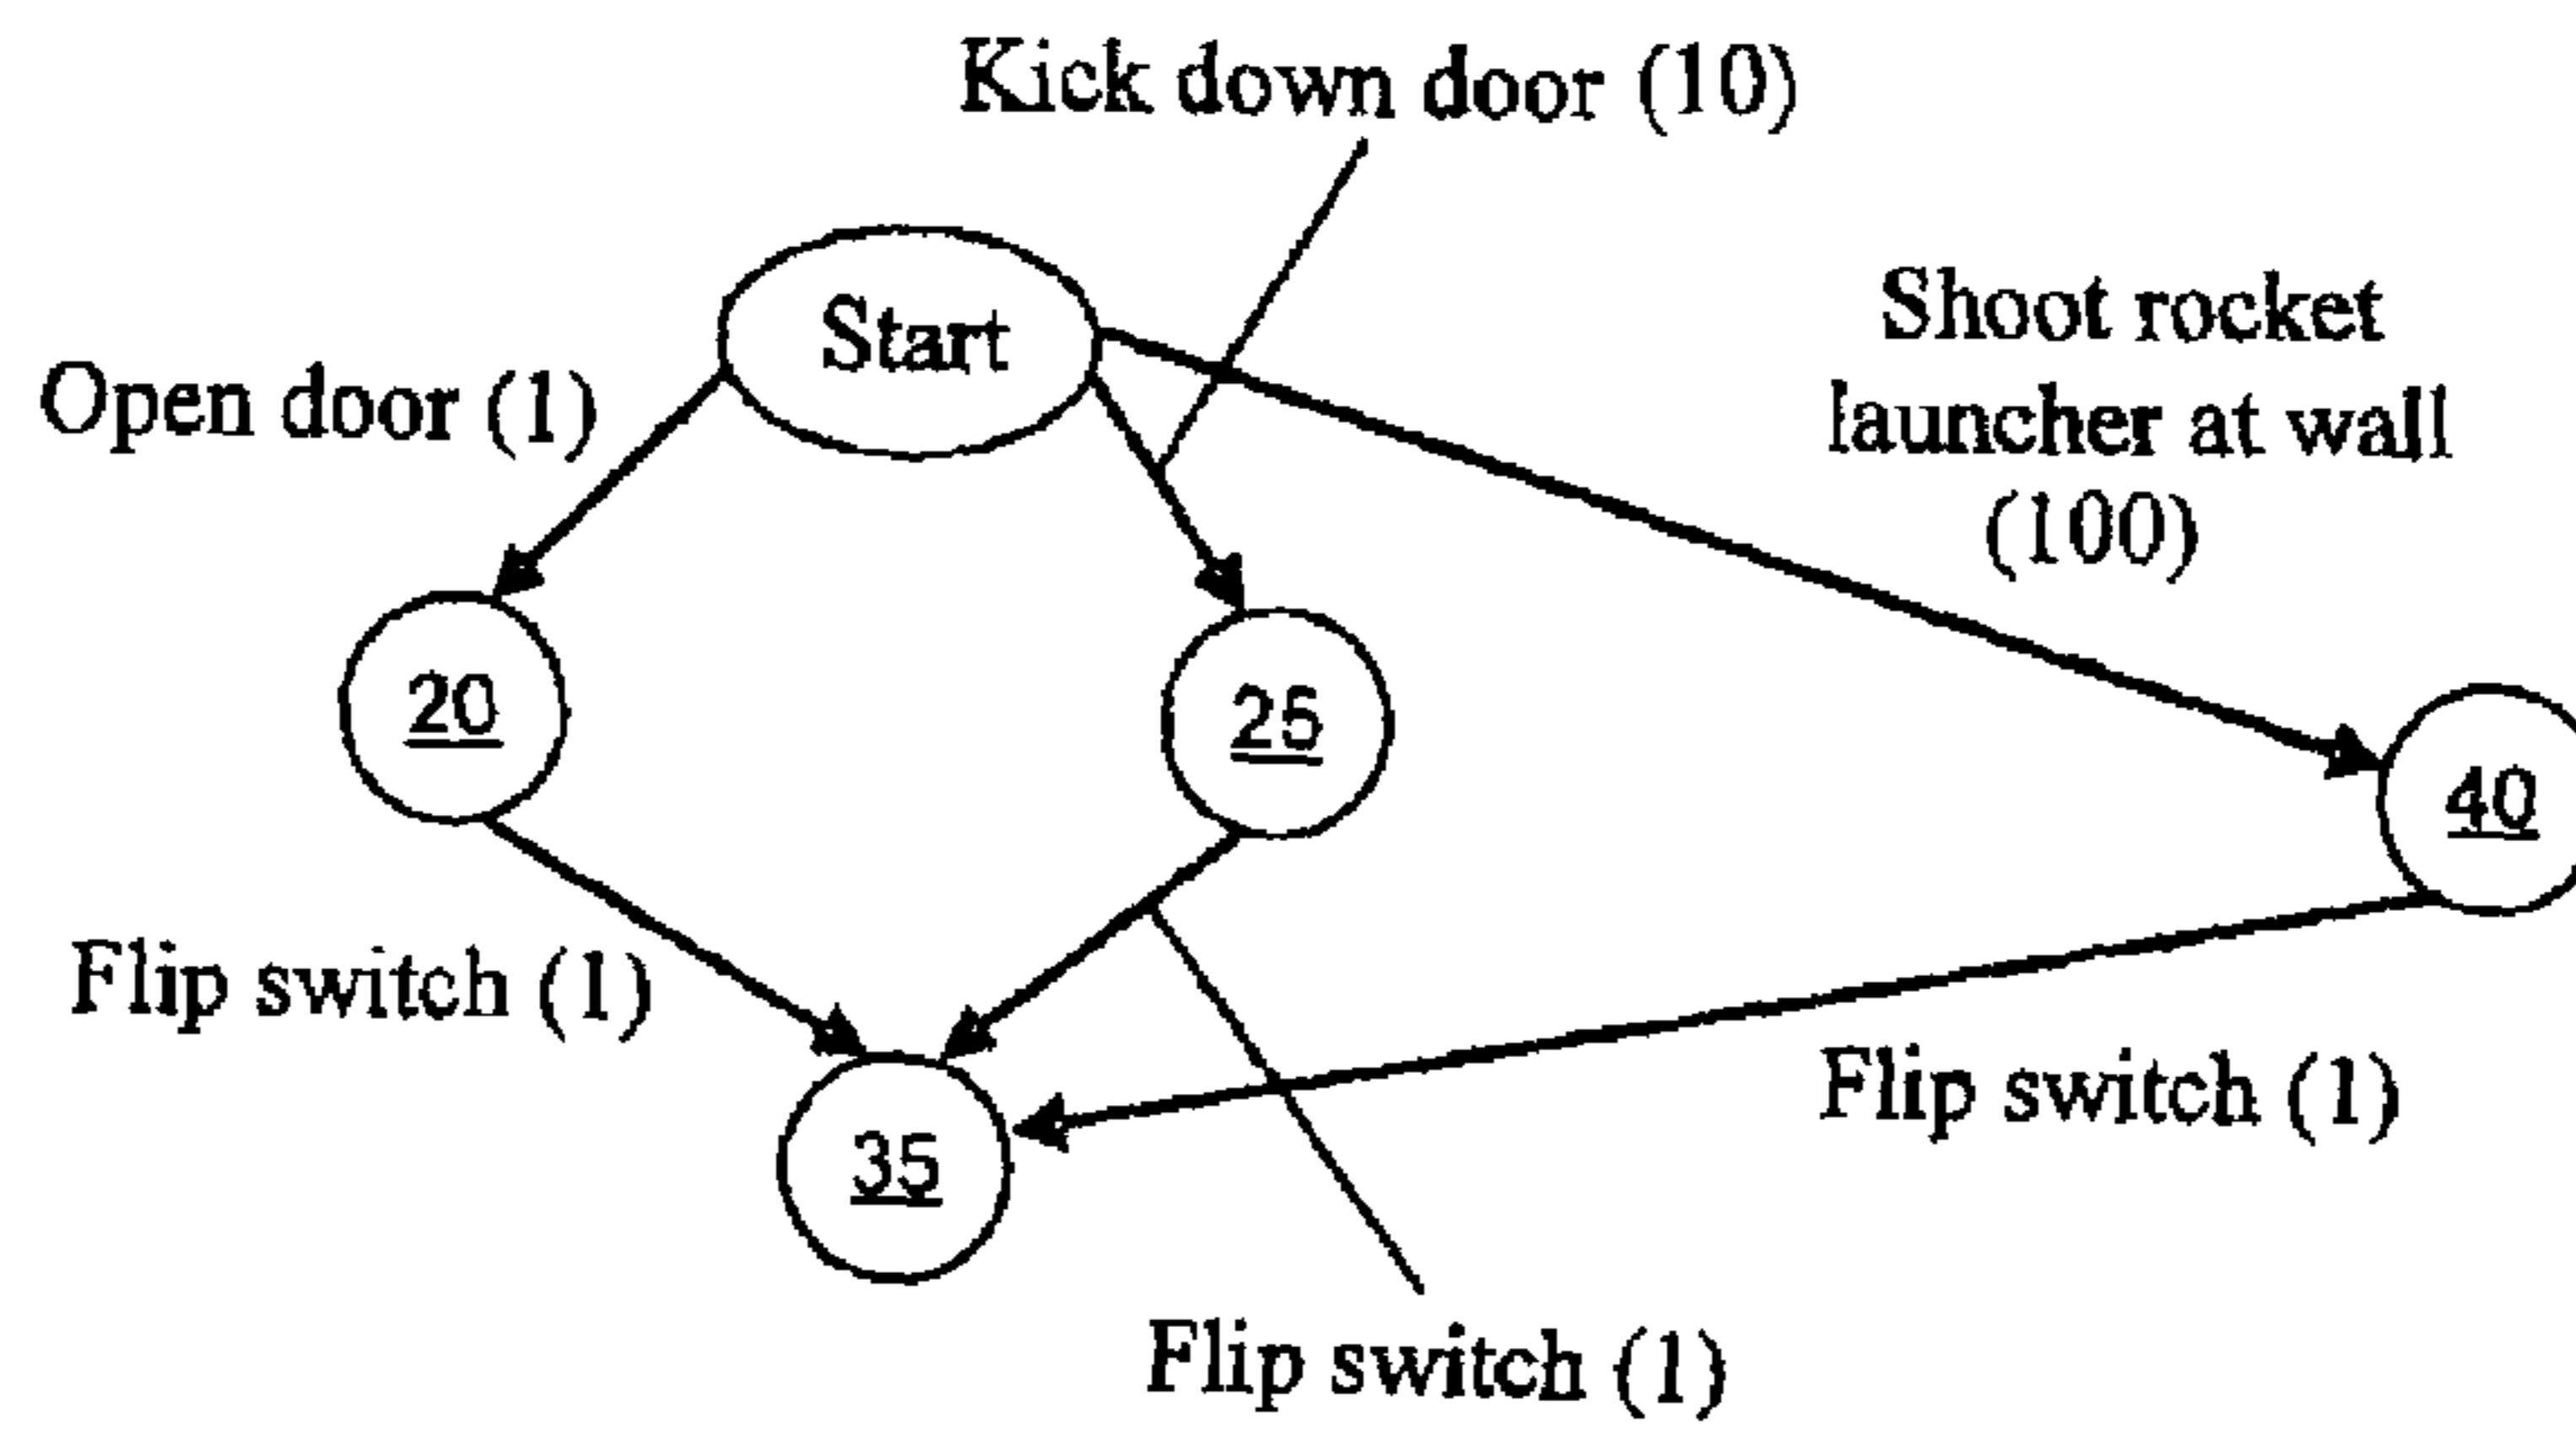 Kick down door (10)
Start
Open door (1)
Shoot rocket
launcher at wall
(100)
20
25
40
Flip switch (1)
35
Flip switch (1)
Flip switch (1)